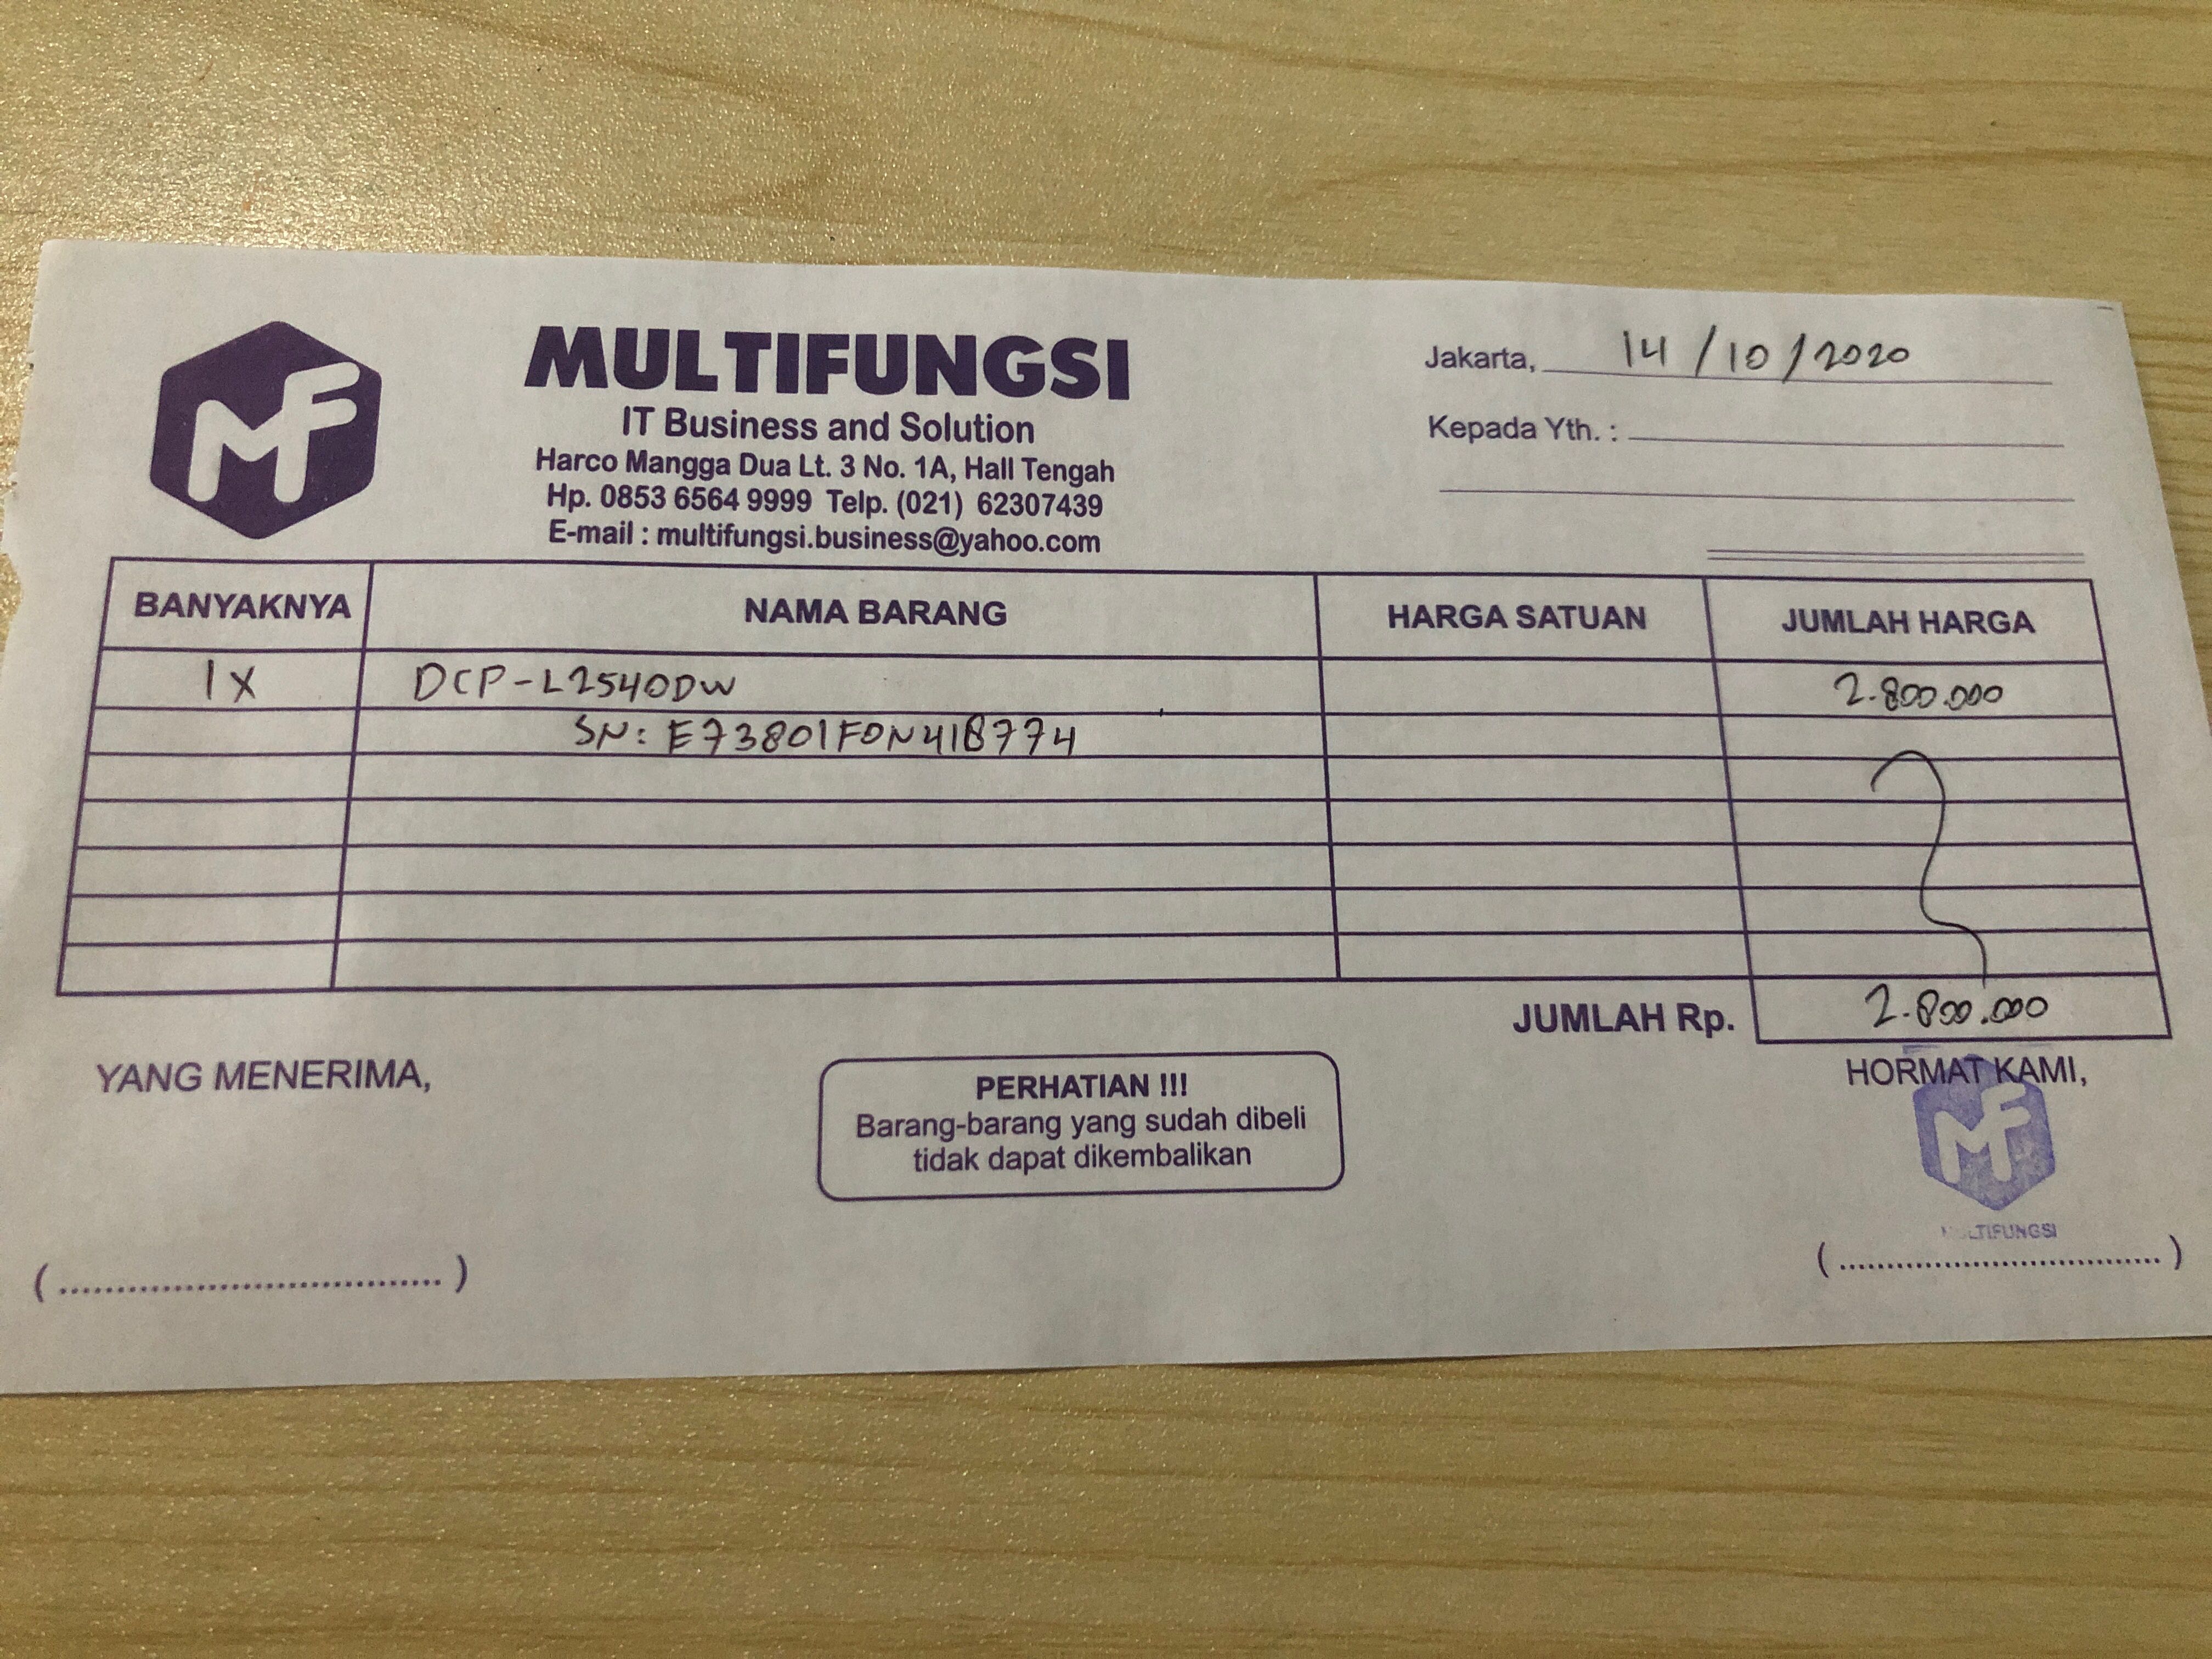 MF
MULTIFUNGSI
IT Business and Solution
Harco Mangga Dua Lt. 3 No. 1A, Hall Tengah
Hp. 0853 6564 9999 Telp. (021) 62307439
E-mail : multifungsi.business@yahoo.com
Jakarta, 14/10/2020
Kepada Yth. :
BANYAKNYA NAMA BARANG HARGA SATUAN JUMLAH HARGA
1X DCP-L2540DW 2.800.000
SN: E73801F0N418774
JUMLAH Rp. 2.800.000
YANG MENERIMA,
PERHATIAN !!!
Barang-barang yang sudah dibeli
tidak dapat dikembalikan
HORMAT KAMI,
MF
MULTIFUNGSI
(................................)
(................................)